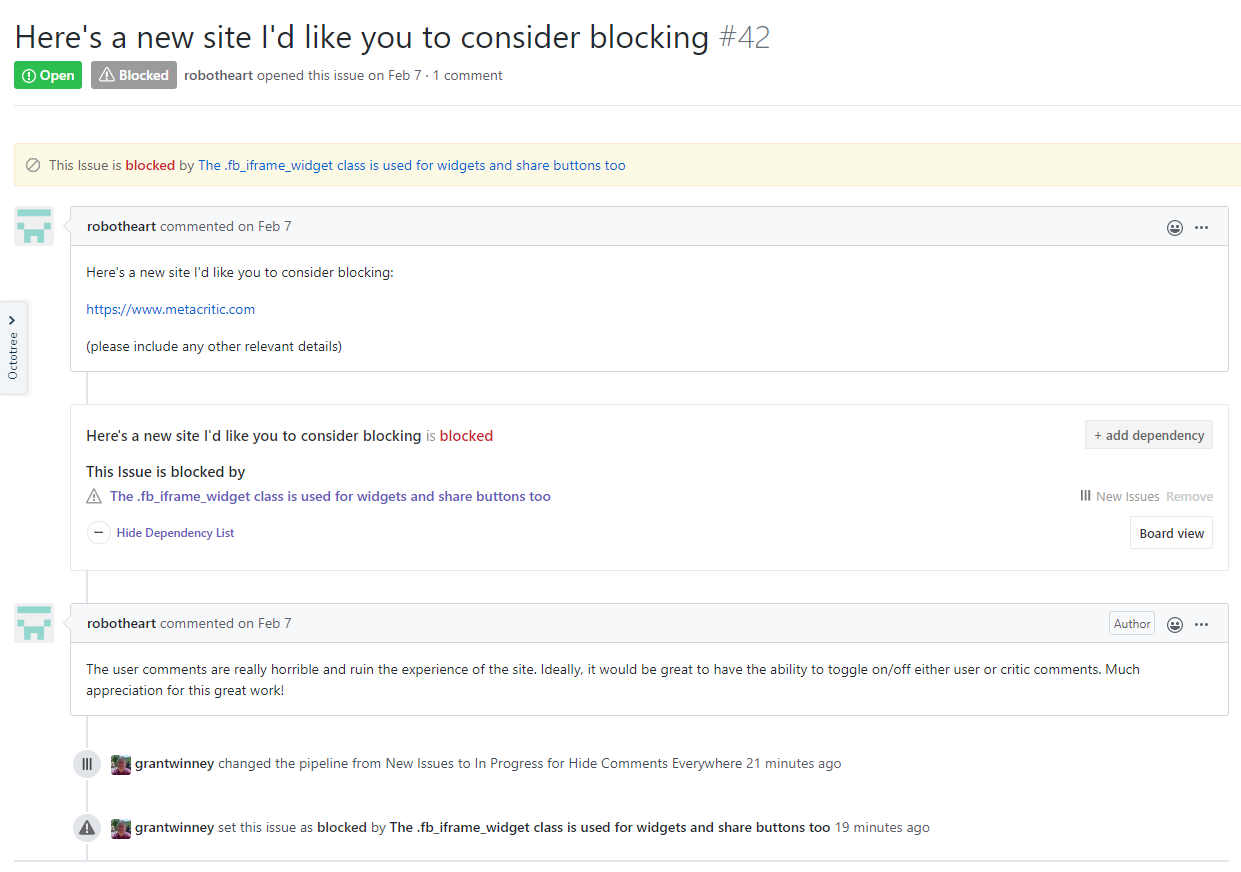 Here's a new site I'd like you to consider blocking #42
Open Blocked robotheart opened this issue on Feb 7 · 1 comment
This Issue is blocked by The .fb_iframe_widget class is used for widgets and share buttons too
robotheart commented on Feb 7
Here's a new site I'd like you to consider blocking:
https://www.metacritic.com
(please include any other relevant details)
Octotree
Here's a new site I'd like you to consider blocking is blocked
+ add dependency
This Issue is blocked by
The .fb_iframe_widget class is used for widgets and share buttons too
New Issues Remove
Hide Dependency List
Board view
robotheart commented on Feb 7
Author
The user comments are really horrible and ruin the experience of the site. Ideally, it would be great to have the ability to toggle on/off either user or critic comments. Much
appreciation for this great work!
grantwinney changed the pipeline from New Issues to In Progress for Hide Comments Everywhere 21 minutes ago
grantwinney set this issue as blocked by The .fb_iframe_widget class is used for widgets and share buttons too 19 minutes ago